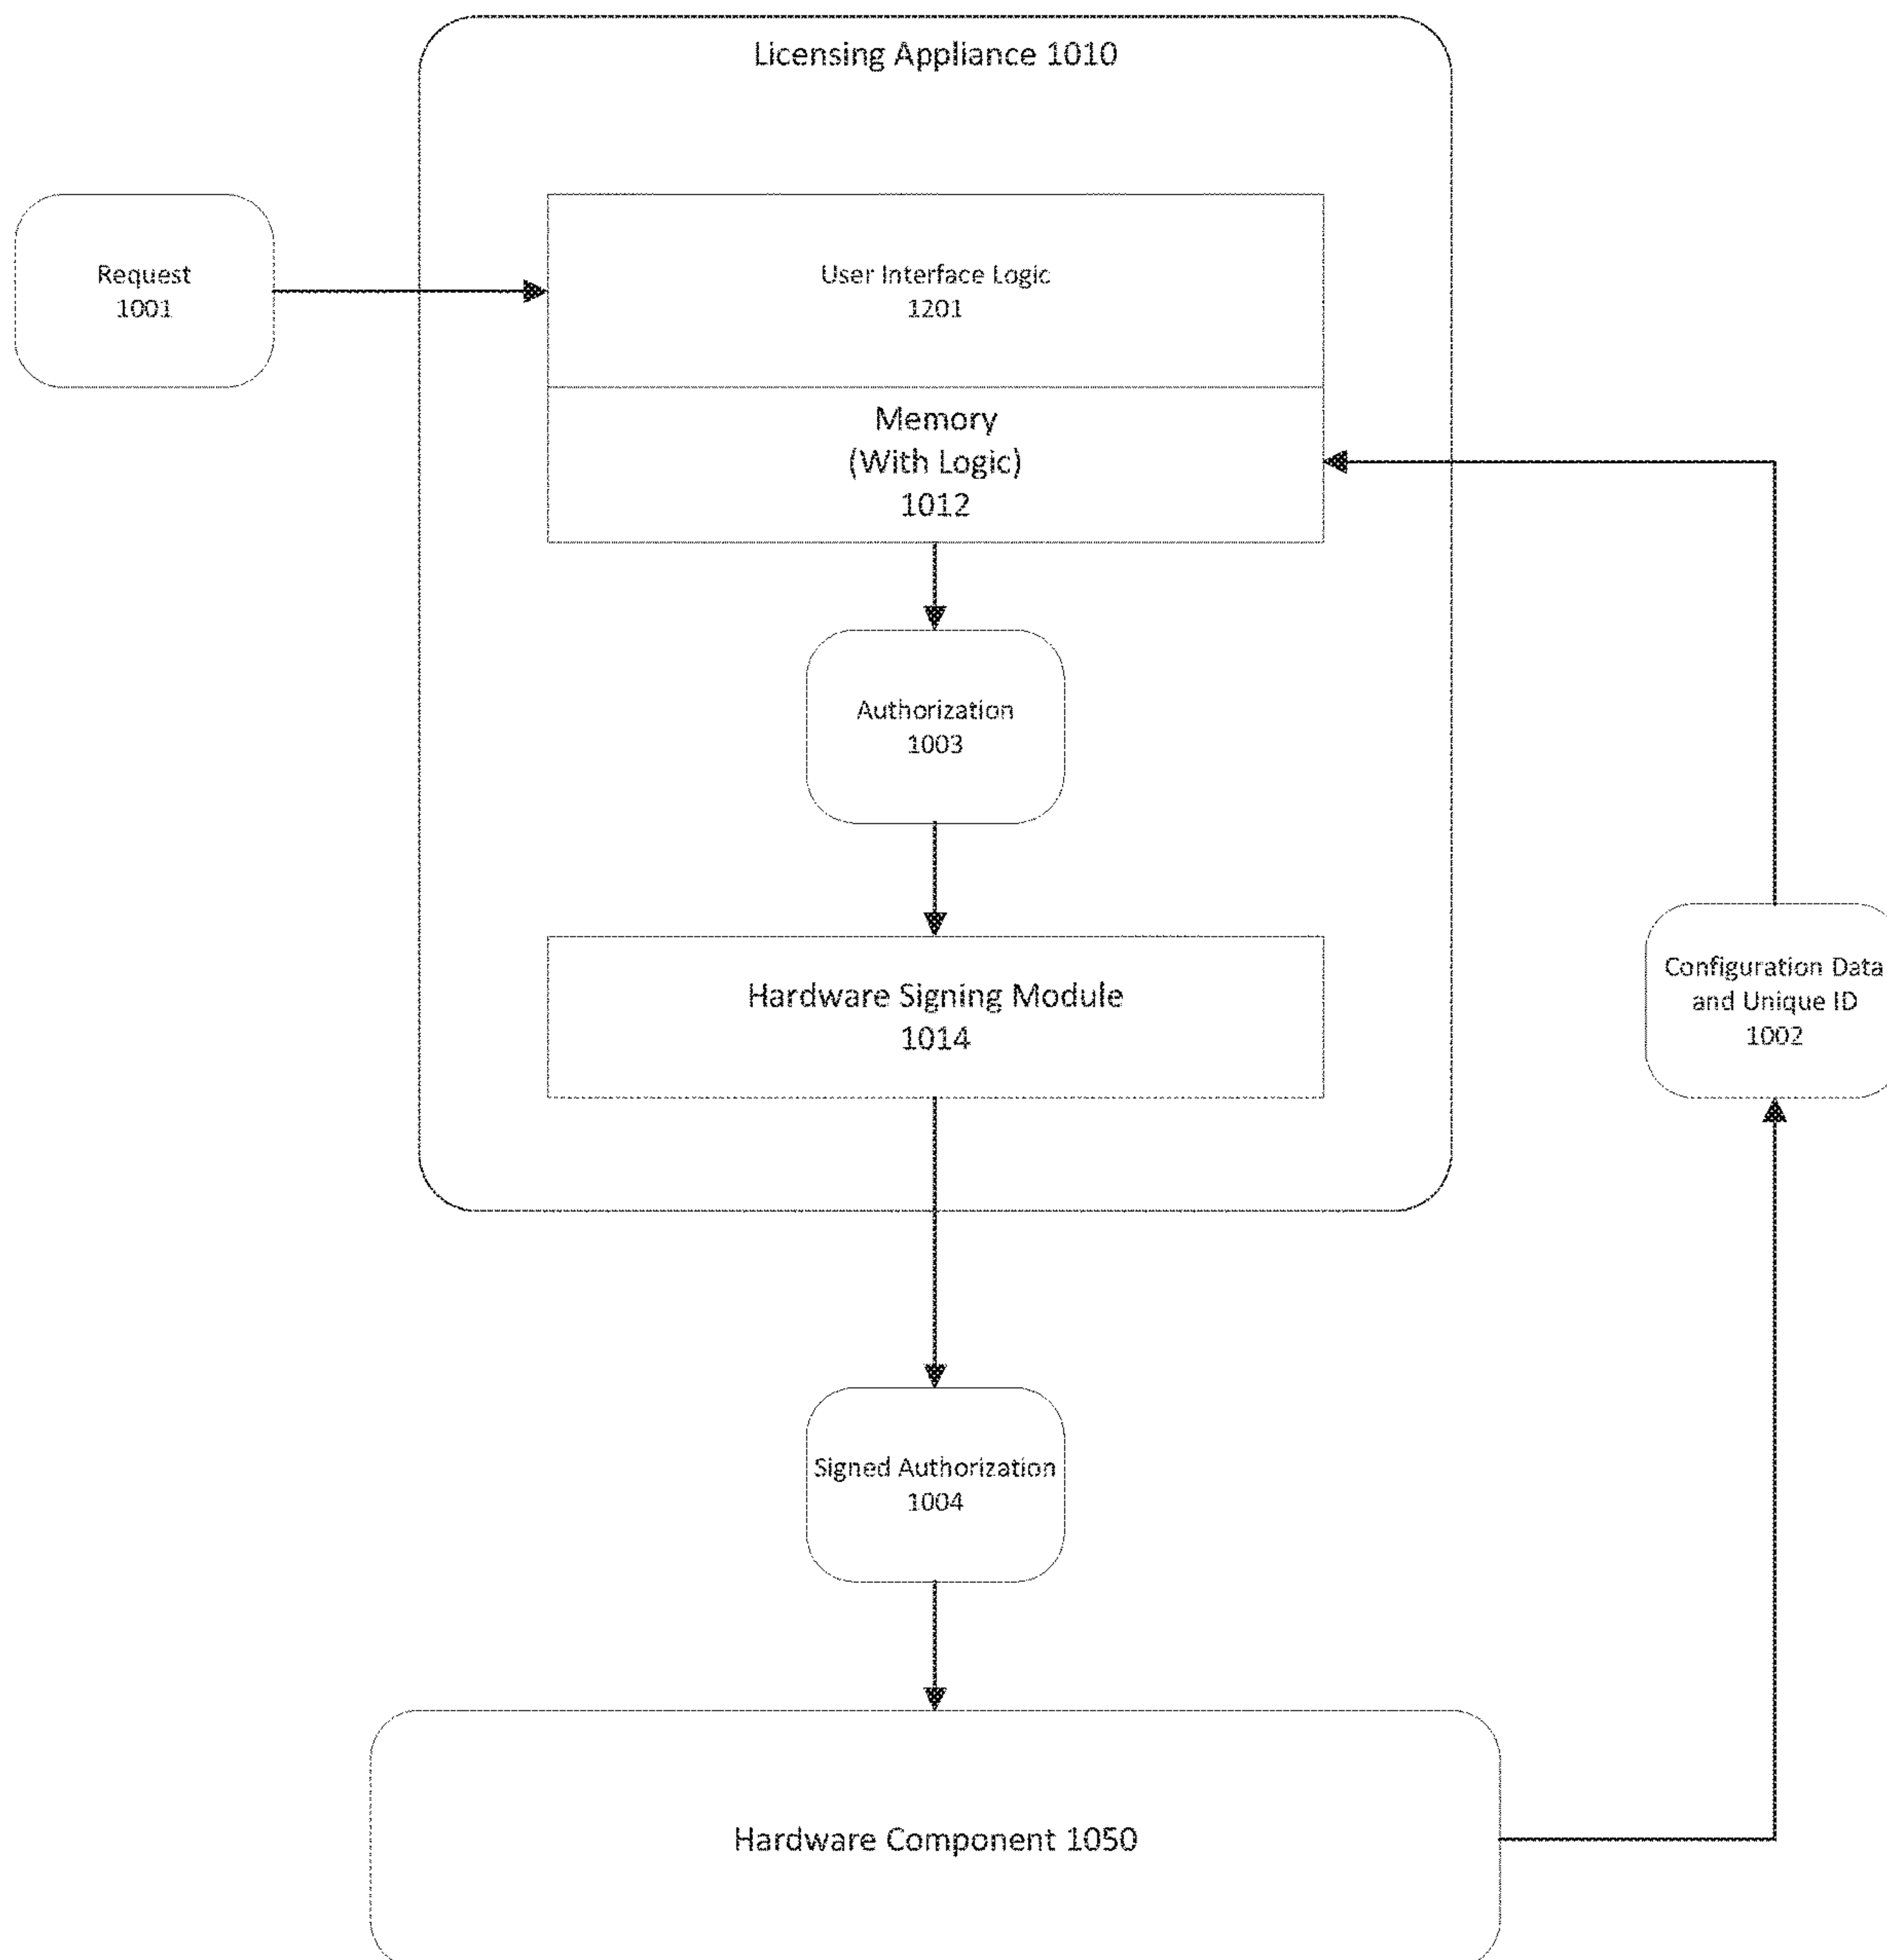 Licensing Appliance 1010
Request
1001
User Interface Logic
1201
Memory
(With Logic)
1012
Authorization
1003
Hardware Signing Module
1014
Configuration Data
and Unique ID
1002
Signed Authorization
1004
Hardware Component 1050